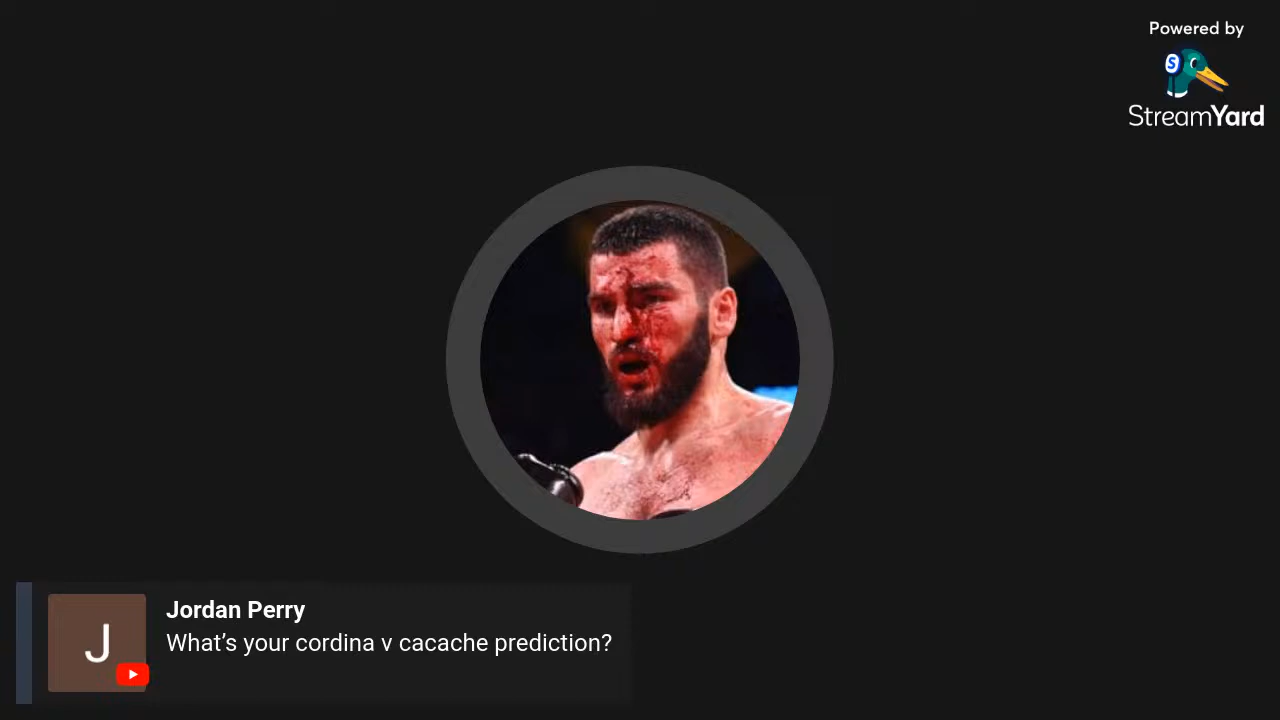 Powered by
S
StreamYard
J
Jordan Perry
What’s your cordina v cacache prediction?